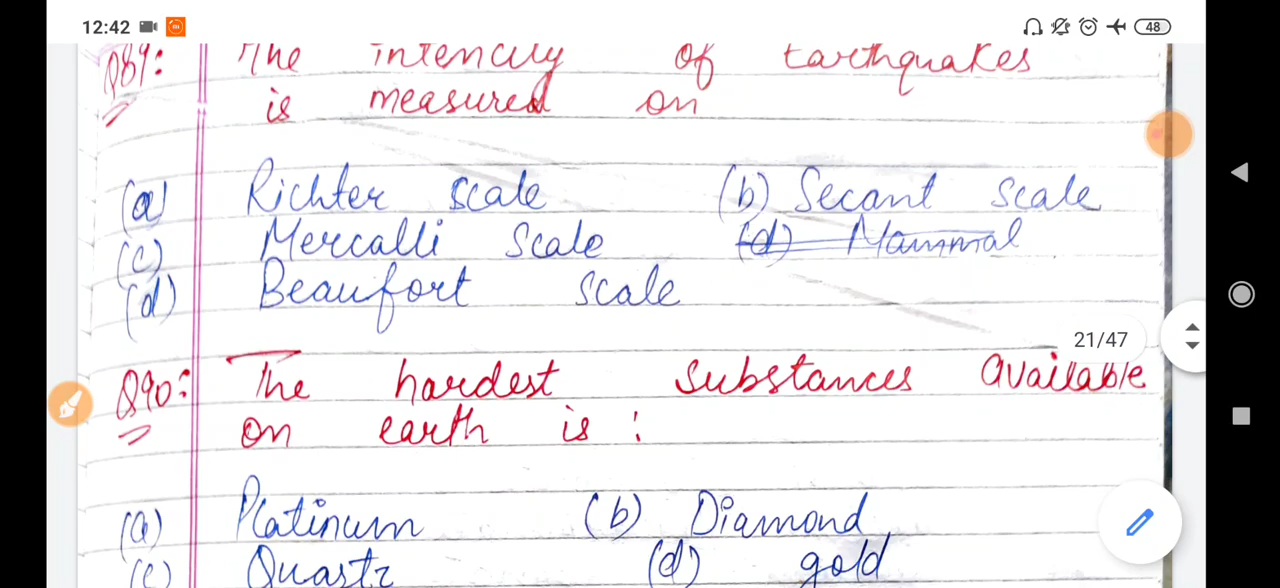 12:42
48
Q89: The intencity of Earthquakes
is measured on
(a) Richter scale (b) Secant scale
(c) Mercalli scale (d) Mammal
(d) Beaufort scale
21/47
Q90: The hardest substances available
on earth is :
(a) Platinum (b) Diamond
(c) Quartz (d) gold